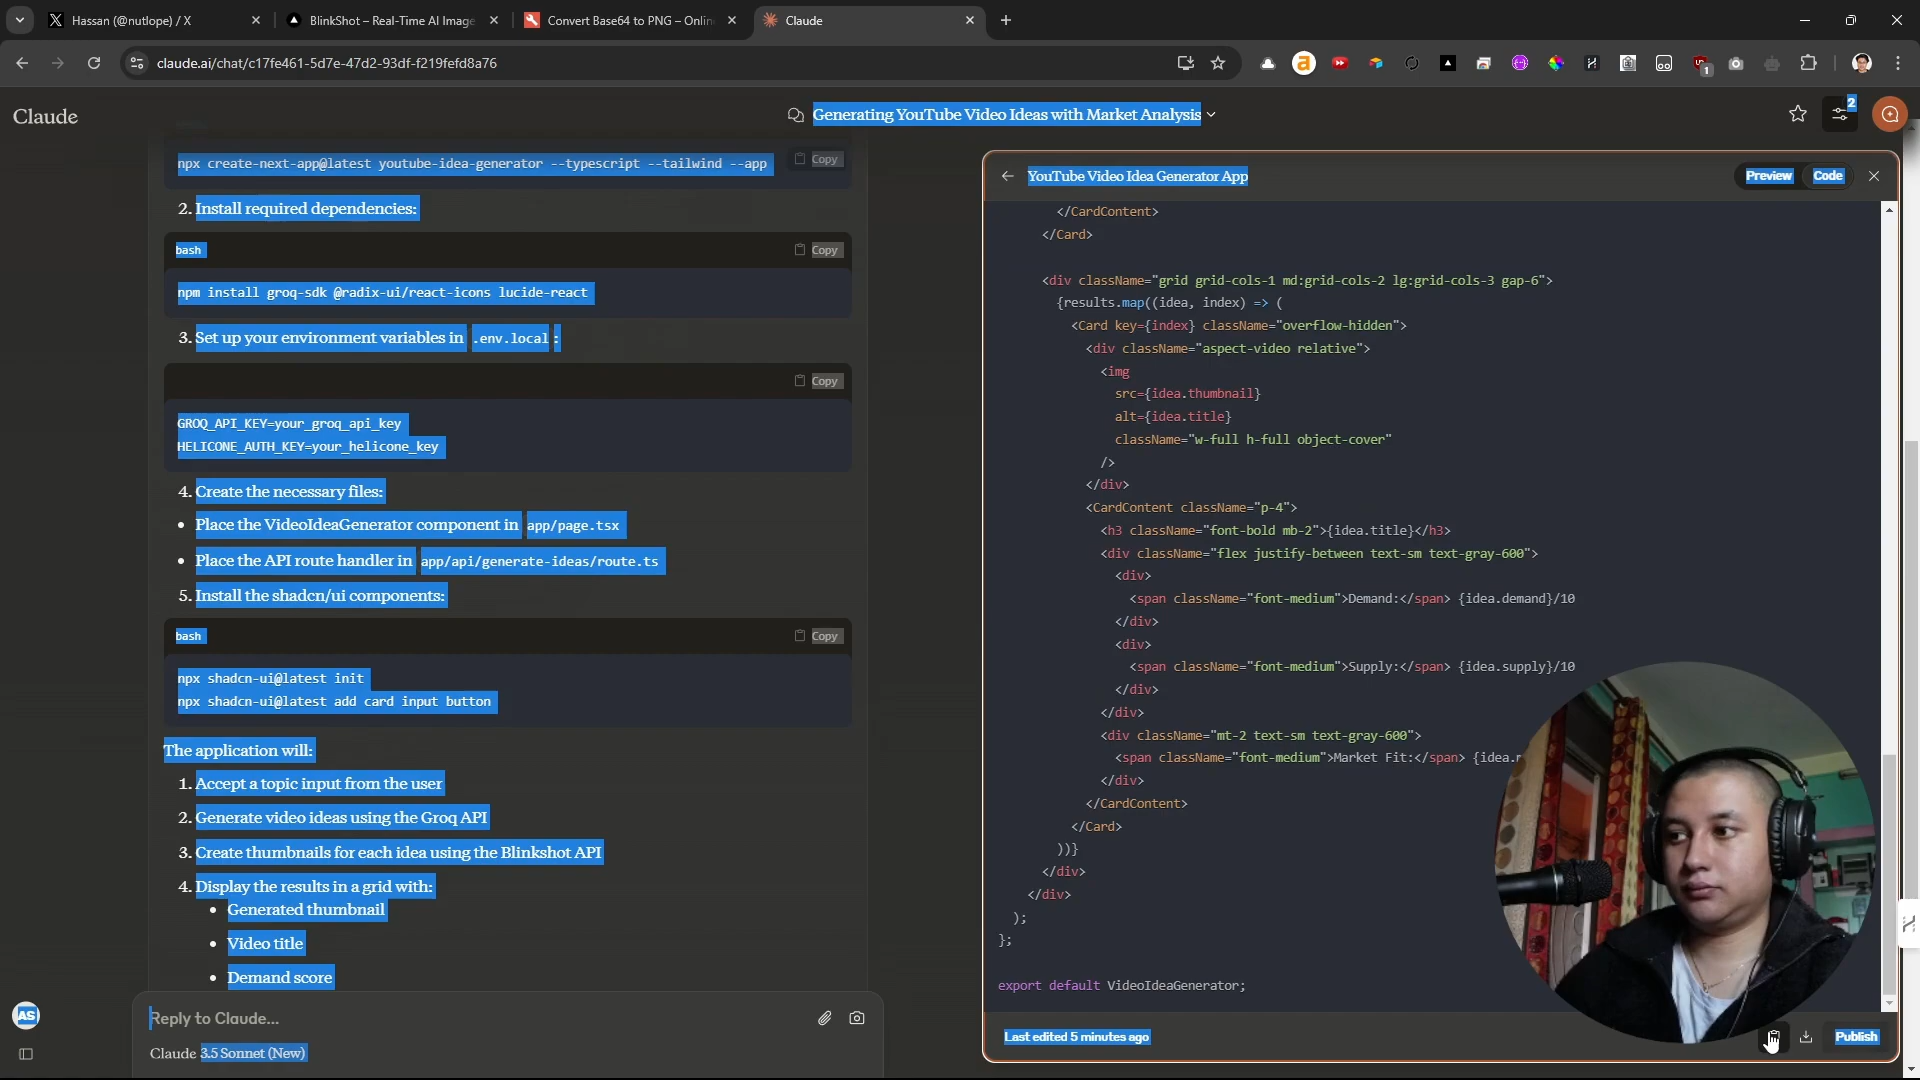 Hassan (@nutlope) / X
BlinkShot – Real-Time AI Image
Convert Base64 to PNG – Onlin
Claude
claude.ai/chat/c17fe461-5d7e-47d2-93df-f219fefd8a76
Claude
Generating YouTube Video Ideas with Market Analysis
2
npx create-next-app@latest youtube-idea-generator --typescript --tailwind --app
Copy
2. Install required dependencies:
bash
Copy
npm install groq-sdk @radix-ui/react-icons lucide-react
3. Set up your environment variables in .env.local :
Copy
GROQ_API_KEY=your_groq_api_key
HELICONE_AUTH_KEY=your_helicone_key
4. Create the necessary files:
• Place the VideoIdeaGenerator component in app/page.tsx
• Place the API route handler in app/api/generate-ideas/route.ts
5. Install the shadcn/ui components:
bash
Copy
npx shadcn-ui@latest init
npx shadcn-ui@latest add card input button
The application will:
1. Accept a topic input from the user
2. Generate video ideas using the Groq API
3. Create thumbnails for each idea using the Blinkshot API
4. Display the results in a grid with:
• Generated thumbnail
• Video title
• Demand score
AS
Reply to Claude...
Claude 3.5 Sonnet (New)
YouTube Video Idea Generator App
Preview
Code
</CardContent>
</Card>
<div className="grid grid-cols-1 md:grid-cols-2 lg:grid-cols-3 gap-6">
{results.map((idea, index) => (
<Card key={index} className="overflow-hidden">
<div className="aspect-video relative">
<img
src={idea.thumbnail}
alt={idea.title}
className="w-full h-full object-cover"
/>
</div>
<CardContent className="p-4">
<h3 className="font-bold mb-2">{idea.title}</h3>
<div className="flex justify-between text-sm text-gray-600">
<div>
<span className="font-medium">Demand:</span> {idea.demand}/10
</div>
<div>
<span className="font-medium">Supply:</span> {idea.supply}/10
</div>
</div>
<div className="mt-2 text-sm text-gray-600">
<span className="font-medium">Market Fit:</span> {idea.
</div>
</CardContent>
</Card>
))}
</div>
</div>
);
};
export default VideoIdeaGenerator;
Last edited 5 minutes ago
Publish